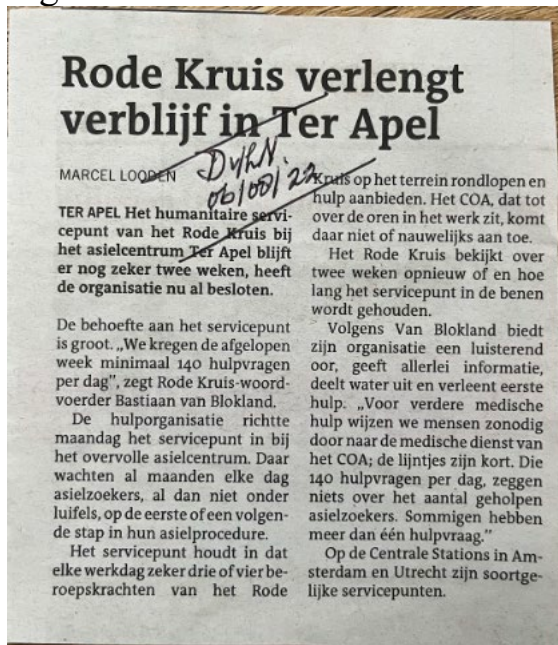 Rode Kruis verlengt
verblijf in Ter Apel
MARCEL LOODEN
DvhN.
TER APEL Het humanitaire servi-
cepunt van het Rode Kruis bij
het asielcentrum Ter Apel blijft
er nog zeker twee weken, heeft
de organisatie nu al besloten.
De behoefte aan het servicepunt
is groot. „We kregen de afgelopen
week minimaal 140 hulpvragen
per dag”, zegt Rode Kruis-woord-
voerder Bastiaan van Blokland.
De hulporganisatie richtte
maandag het servicepunt in bij
het overvolle asielcentrum. Daar
wachten al maanden elke dag
asielzoekers, al dan niet onder
luifels, op de eerste of een volgen-
de stap in hun asielprocedure.
Het servicepunt houdt in dat
elke werkdag zeker drie of vier be-
roepskrachten van het Rode
Kruis op het terrein rondlopen en
hulp aanbieden. Het COA, dat tot
over de oren in het werk zit, komt
daar niet of nauwelijks aan toe.
Het Rode Kruis bekijkt over
twee weken opnieuw of en hoe
lang het servicepunt in de benen
wordt gehouden.
Volgens Van Blokland biedt
zijn organisatie een luisterend
oor, geeft allerlei informatie,
deelt water uit en verleent eerste
hulp. „Voor verdere medische
hulp wijzen we mensen zonodig
door naar de medische dienst van
het COA; de lijntjes zijn kort. Die
140 hulpvragen per dag, zeggen
niets over het aantal geholpen
asielzoekers. Sommigen hebben
meer dan één hulpvraag.”
Op de Centrale Stations in Am-
sterdam en Utrecht zijn soortge-
lijke servicepunten.